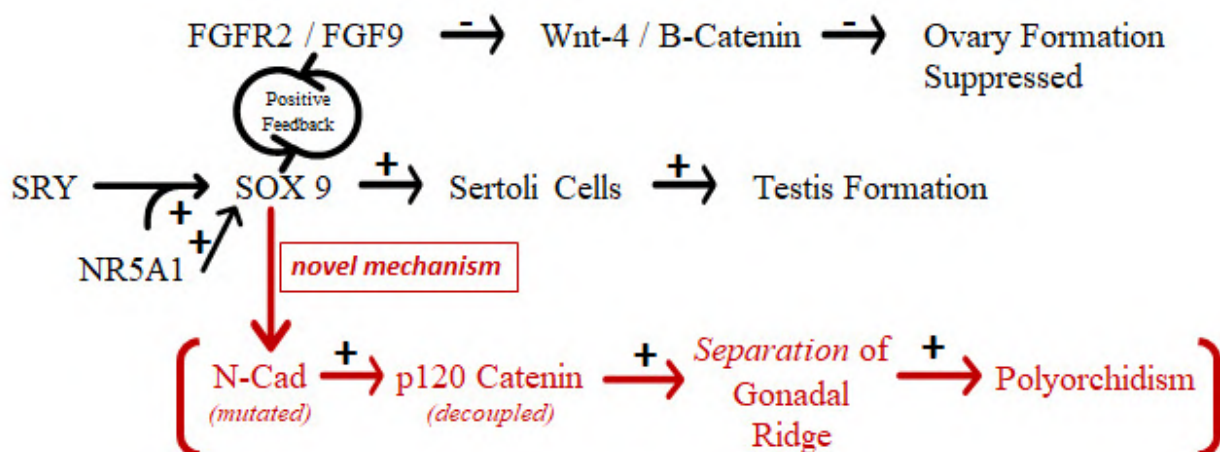 FGFR2 / FGF9 - Wnt-4 / B-Catenin - Ovary Formation
Suppressed
Positive
Feedback
SRY SOX 9 + Sertoli Cells + Testis Formation
+
+
NR5A1
novel mechanism
N-Cad + p120 Catenin + Separation of + Polyorchidism
(mutated) (decoupled) Gonadal
Ridge